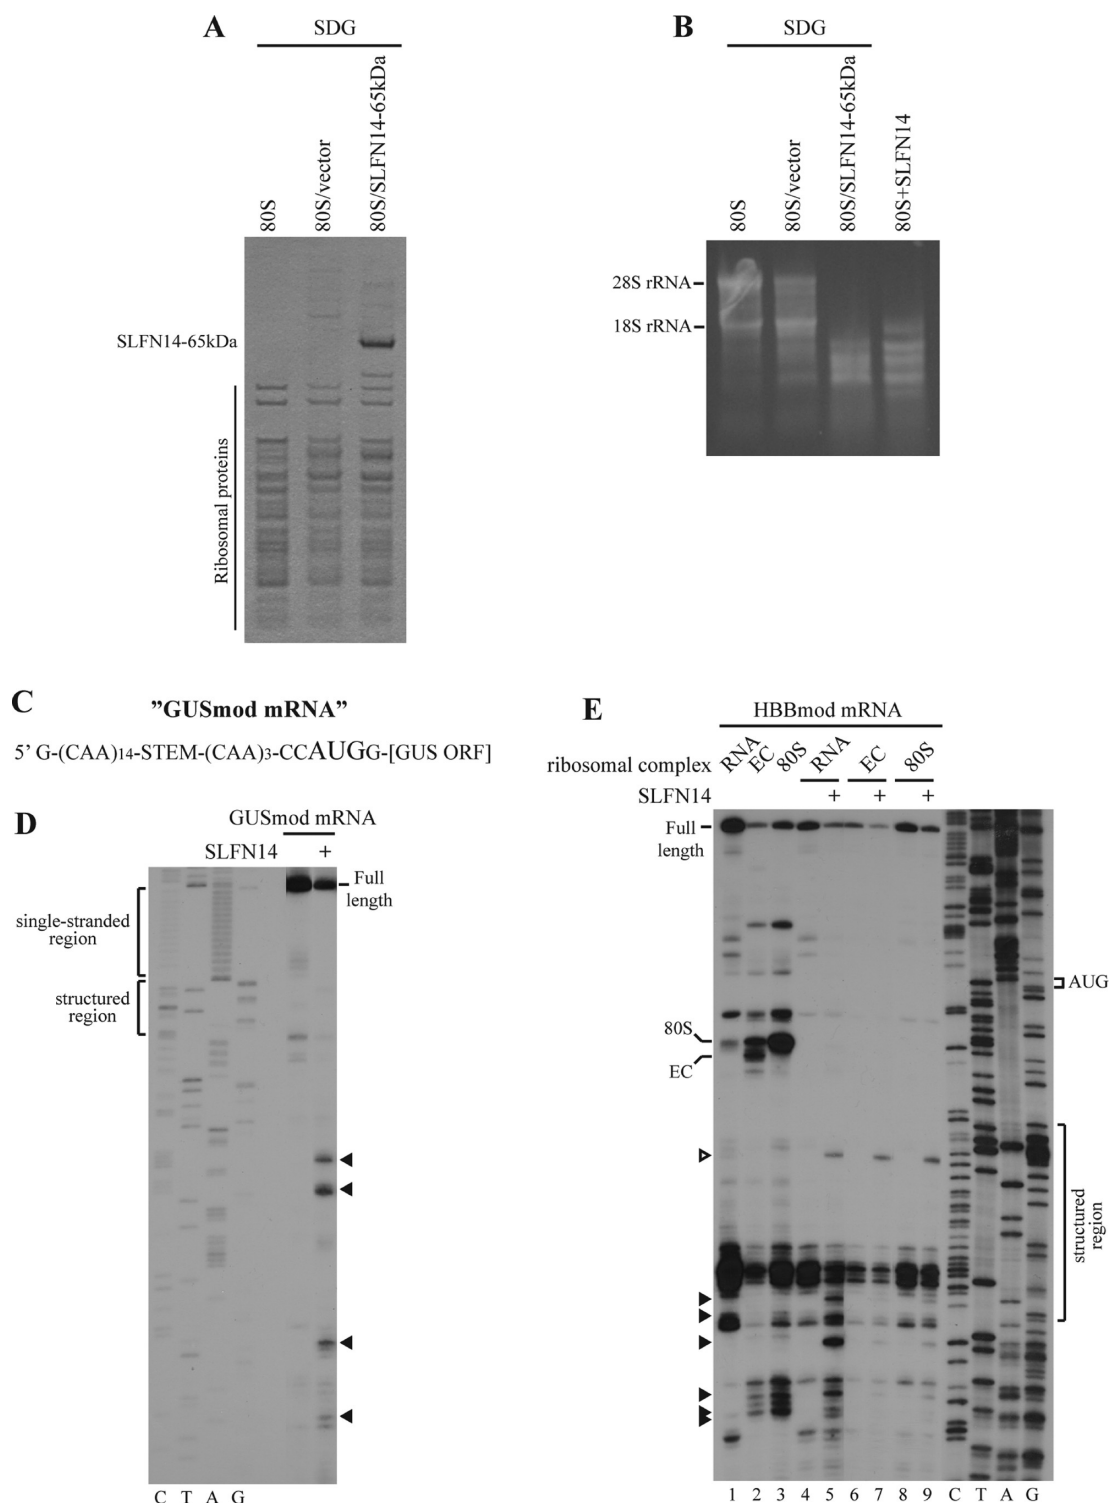 A
SDG
80S
80S/vector
80S/SLFN14-65kDa
SLFN14-65kDa
Ribosomal proteins
B
SDG
80S
80S/vector
80S/SLFN14-65kDa
80S+SLFN14
28S rRNA
18S rRNA
C
”GUSmod mRNA”
5’ G-(CAA)14-STEM-(CAA)3-CCAUGG-[GUS ORF]
D
GUSmod mRNA
SLFN14 +
Full
length
single-stranded
region
structured
region
C T A G
E
HBBmod mRNA
ribosomal complex RNA EC 80S RNA EC 80S
SLFN14 + + +
Full
length
AUG
80S
EC
structured
region
1 2 3 4 5 6 7 8 9 C T A G